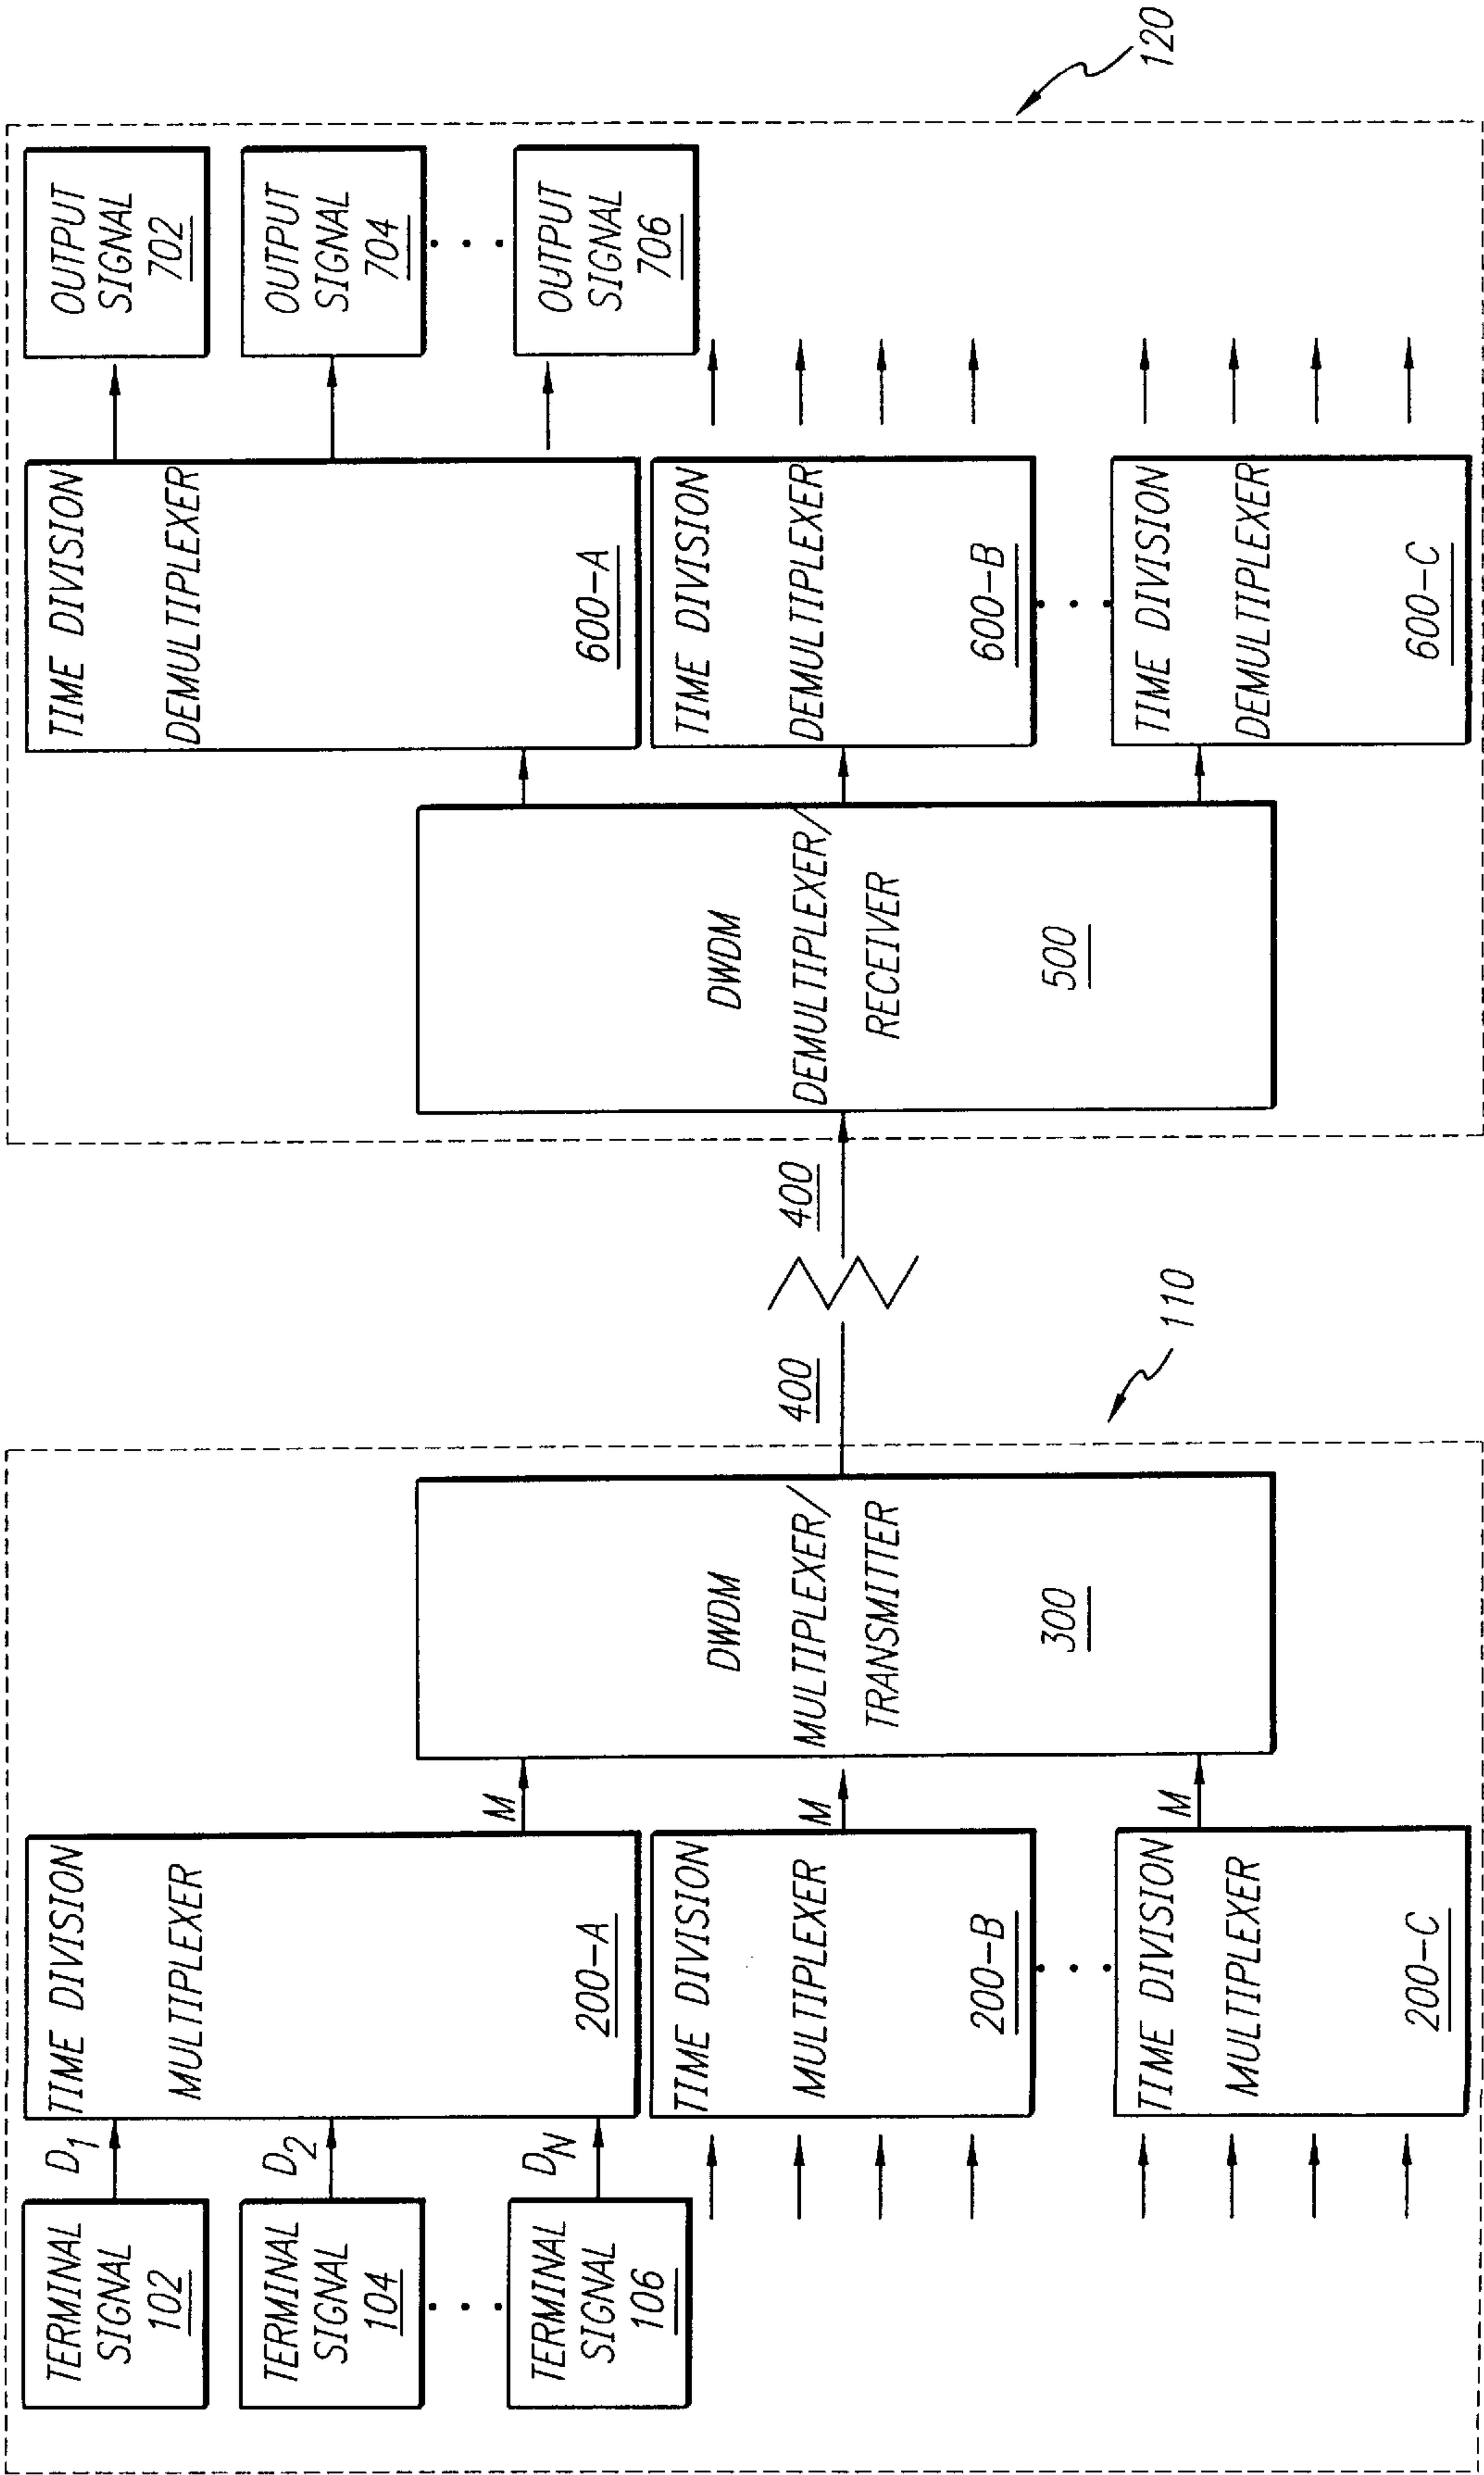 TERMINAL
SIGNAL
102
D1
TERMINAL
SIGNAL
104
D2
TERMINAL
SIGNAL
106
DN
TIME DIVISION
MULTIPLEXER
200-A
M
TIME DIVISION
MULTIPLEXER
200-B
M
TIME DIVISION
MULTIPLEXER
200-C
M
DWDM
MULTIPLEXER/
TRANSMITTER
300
110
400
400
DWDM
DEMULTIPLEXER/
RECEIVER
500
TIME DIVISION
DEMULTIPLEXER
600-A
TIME DIVISION
DEMULTIPLEXER
600-B
TIME DIVISION
DEMULTIPLEXER
600-C
OUTPUT
SIGNAL
702
OUTPUT
SIGNAL
704
OUTPUT
SIGNAL
706
120